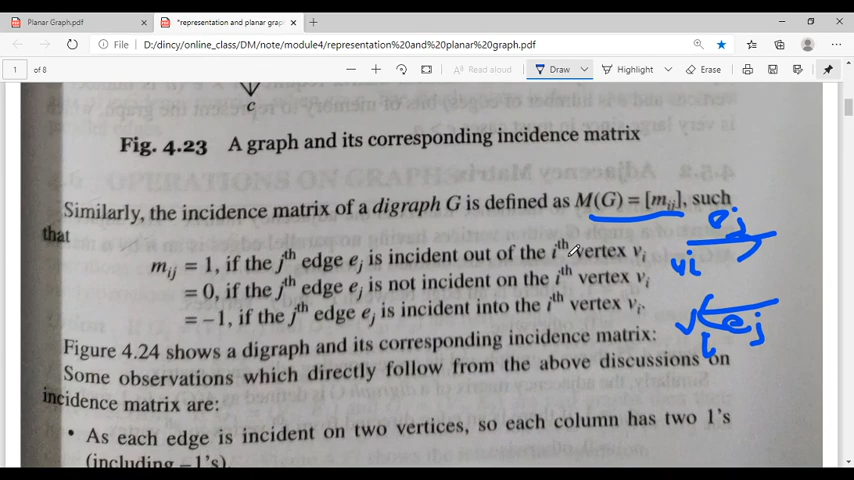 Planar Graph.pdf
*representation and planar grap
File
D:/dincy/online_class/DM/note/module4/representation%20and%20planar%20graph.pdf
1 of 8
Read aloud
Draw
Highlight
Erase
c
Fig. 4.23 A graph and its corresponding incidence matrix
Similarly, the incidence matrix of a digraph G is defined as M(G) = [mij], such
that
ej
vi
mij = 1, if the jth edge ej is incident out of the ith vertex vi
= 0, if the jth edge ej is not incident on the ith vertex vi
= −1, if the jth edge ej is incident into the ith vertex vi.
ej
Figure 4.24 shows a digraph and its corresponding incidence matrix:
Some observations which directly follow from the above discussions on
incidence matrix are:
• As each edge is incident on two vertices, so each column has two 1's
(including −1's).